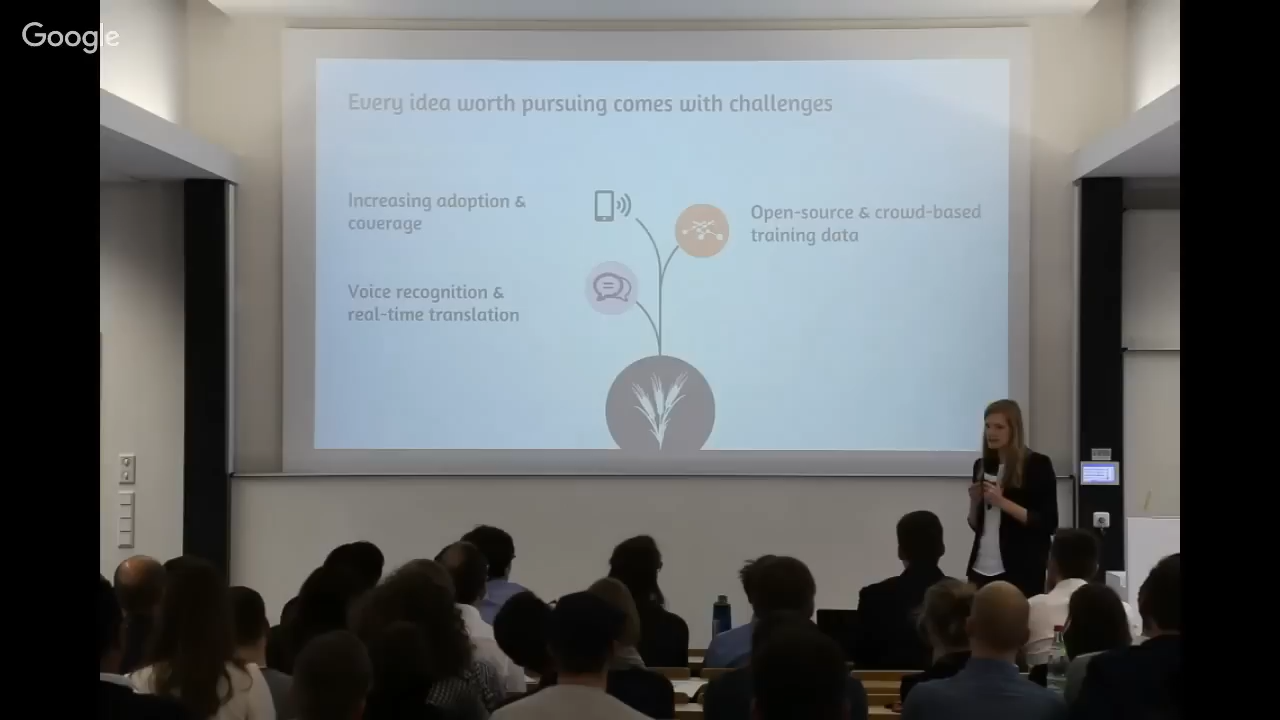 Google
Every idea worth pursuing comes with challenges
Increasing adoption &
coverage
Open-source & crowd-based
training data
Voice recognition &
real-time translation